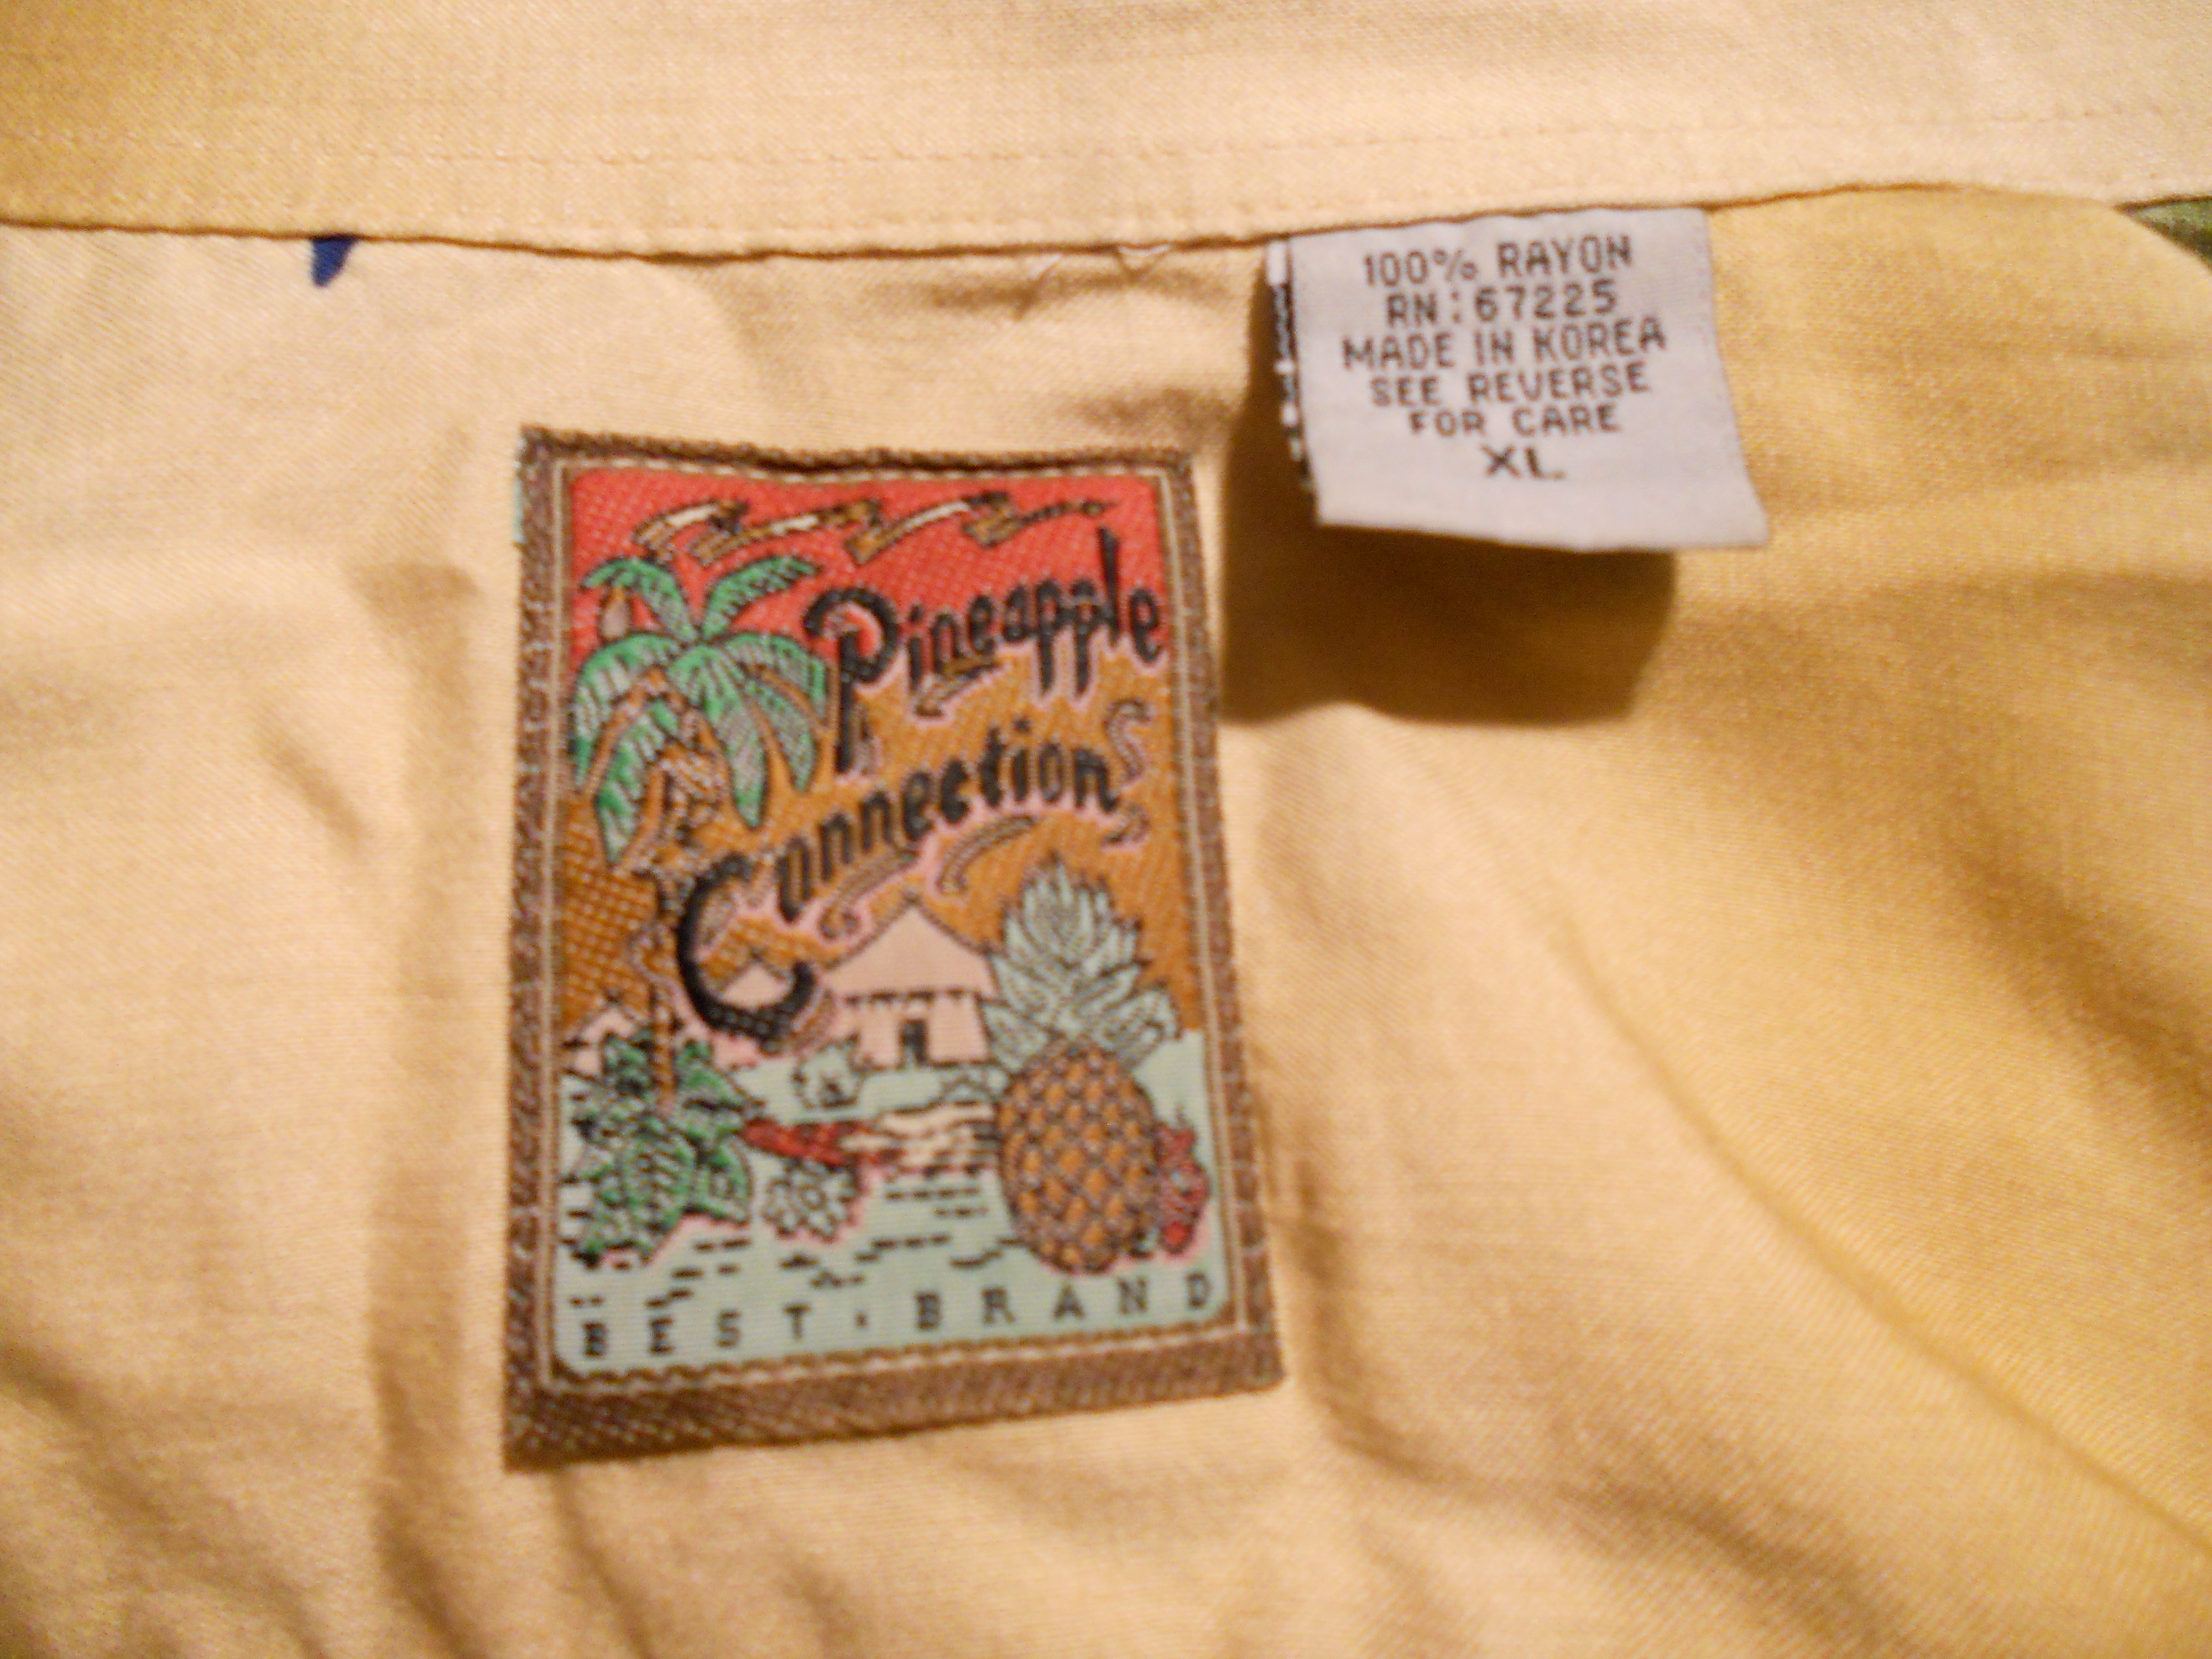 100% RAYON
RN:67225
MADE IN KOREA
SEE REVERSE
FOR CARE
XL
Pineapple
Connection
BEST · BRAND